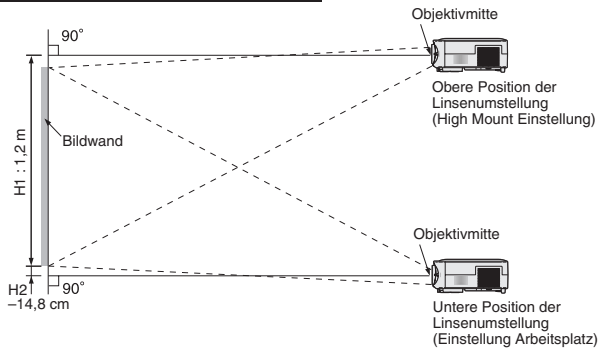 Objektivmitte
90°
Obere Position der
Linsenumstellung
(High Mount Einstellung)
Bildwand
H1 : 1,2 m
Objektivmitte
H2
–14,8 cm
90°
Untere Position der
Linsenumstellung
(Einstellung Arbeitsplatz)